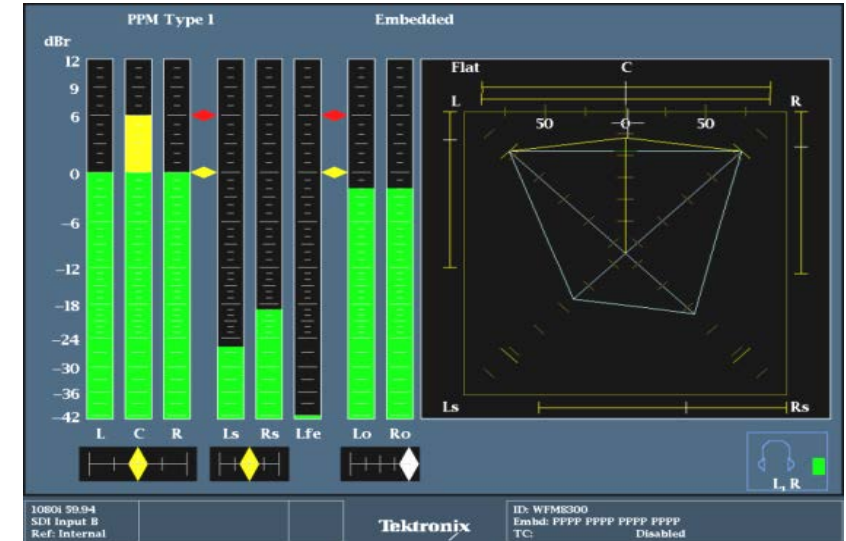 PPM Type 1
Embedded
dBr
12
9
6
0
−6
−12
−18
−24
−30
−36
−42
L C R Ls Rs Lfe Lo Ro
Flat
C
L
R
50 0 50
Ls
Rs
L, R
1080i 59.94
SDI Input B
Ref: Internal
Tektronix
ID: WFM8300
Embd: PPPP PPPP PPPP PPPP
TC: Disabled